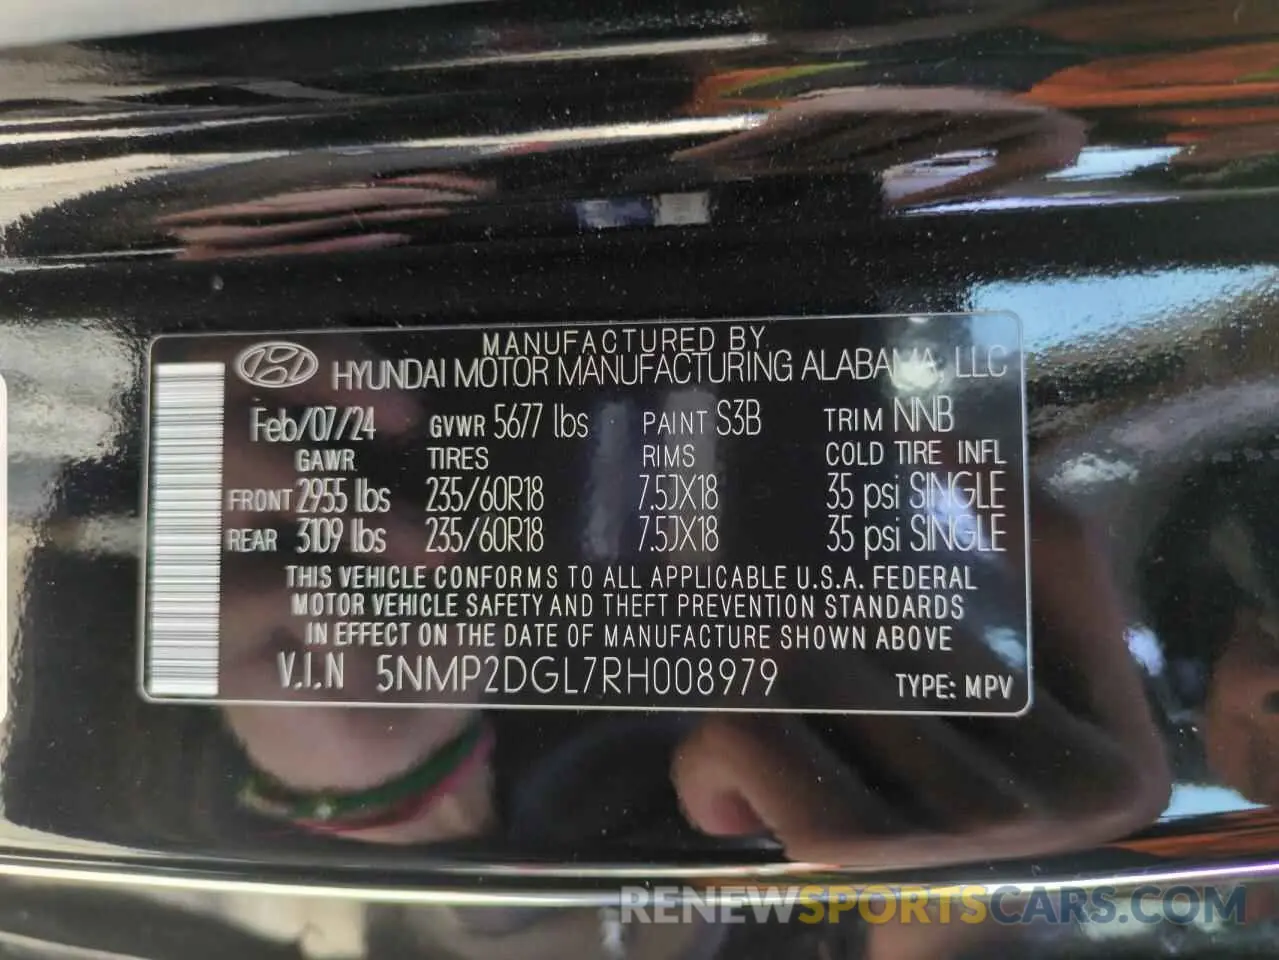 MANUFACTURED BY
HYUNDAI MOTOR MANUFACTURING ALABAMA, LLC
Feb/07/24 GVWR 5677 lbs PAINT S3B TRIM NNB
GAWR TIRES RIMS COLD TIRE INFL
FRONT 2955 lbs 235/60R18 7.5JX18 35 psi SINGLE
REAR 3109 lbs 235/60R18 7.5JX18 35 psi SINGLE
THIS VEHICLE CONFORMS TO ALL APPLICABLE U.S.A. FEDERAL
MOTOR VEHICLE SAFETY AND THEFT PREVENTION STANDARDS
IN EFFECT ON THE DATE OF MANUFACTURE SHOWN ABOVE
V.I.N 5NMP2DGL7RH008979 TYPE: MPV
RENEWSPORTSCARS.COM